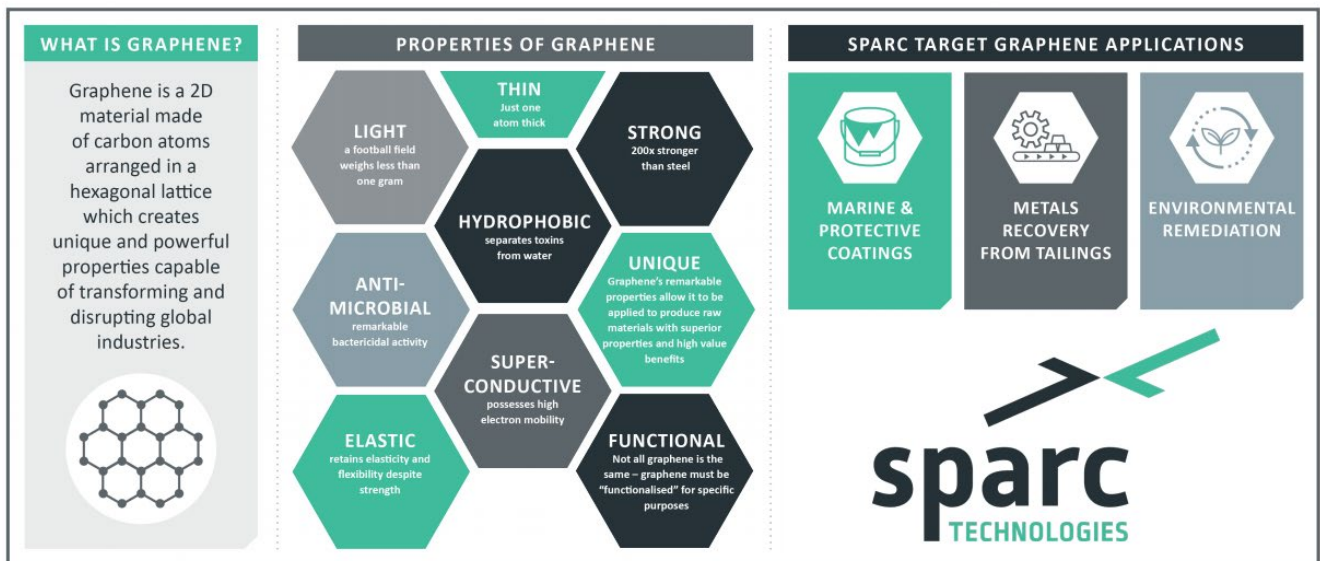 WHAT IS GRAPHENE?
Graphene is a 2D
material made
of carbon atoms
arranged in a
hexagonal lattice
which creates
unique and powerful
properties capable
of transforming and
disrupting global
industries.
PROPERTIES OF GRAPHENE
THIN
Just one
atom thick
LIGHT
a football field
weighs less than
one gram
STRONG
200x stronger
than steel
HYDROPHOBIC
separates toxins
from water
ANTI-
MICROBIAL
remarkable
bactericidal activity
UNIQUE
Graphene's remarkable
properties allow it to be
applied to produce raw
materials with superior
properties and high value
benefits
SUPER-
CONDUCTIVE
possesses high
electron mobility
ELASTIC
retains elasticity and
flexibility despite
strength
FUNCTIONAL
Not all graphene is the
same – graphene must be
“functionalised” for specific
purposes
SPARC TARGET GRAPHENE APPLICATIONS
MARINE &
PROTECTIVE
COATINGS
METALS
RECOVERY
FROM TAILINGS
ENVIRONMENTAL
REMEDIATION
sparc
TECHNOLOGIES